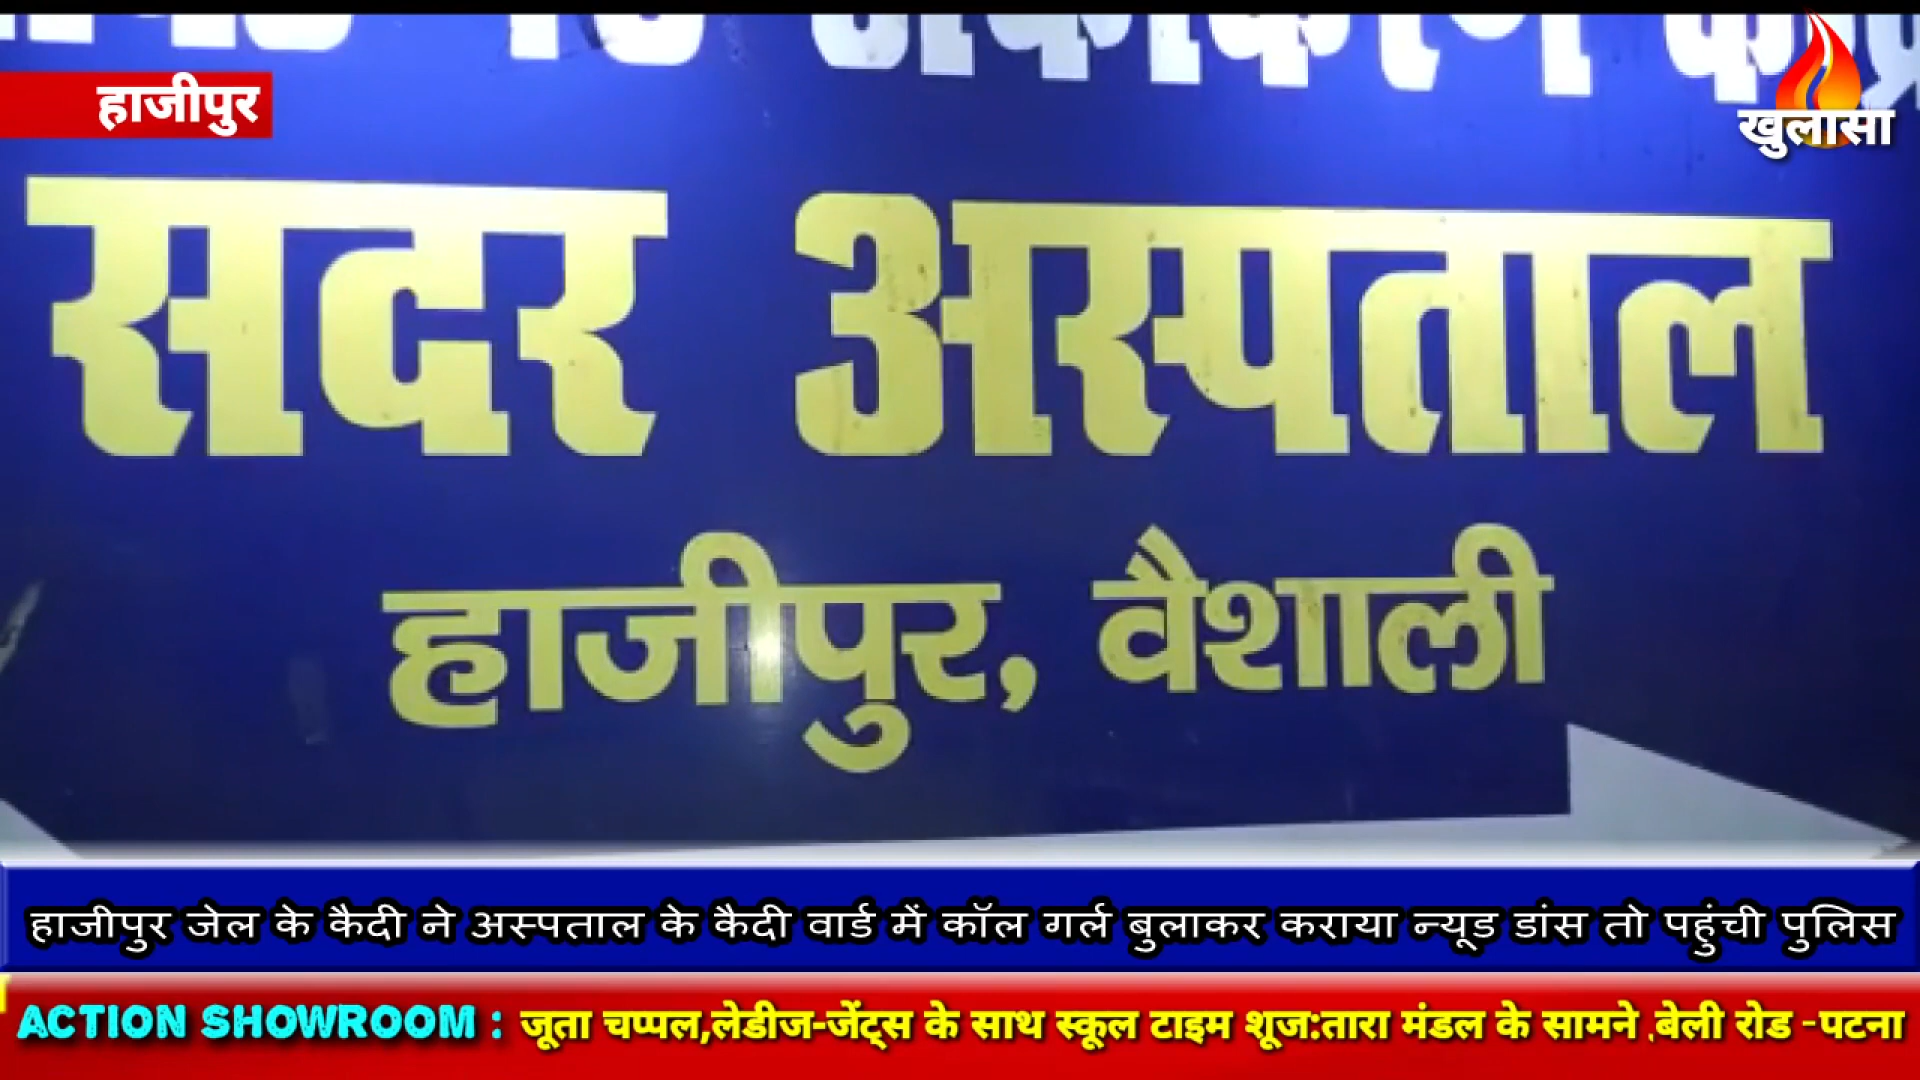 हाजीपुर
खुलासा
सदर अस्पताल
हाजीपुर, वैशाली
हाजीपुर जेल के कैदी ने अस्पताल के कैदी वार्ड में कॉल गर्ल बुलाकर कराया न्यूड डांस तो पहुंची पुलिस
ACTION SHOWROOM : जूता चप्पल,लेडीज-जेंट्स के साथ स्कूल टाइम शूज:तारा मंडल के सामने ,बेली रोड -पटना